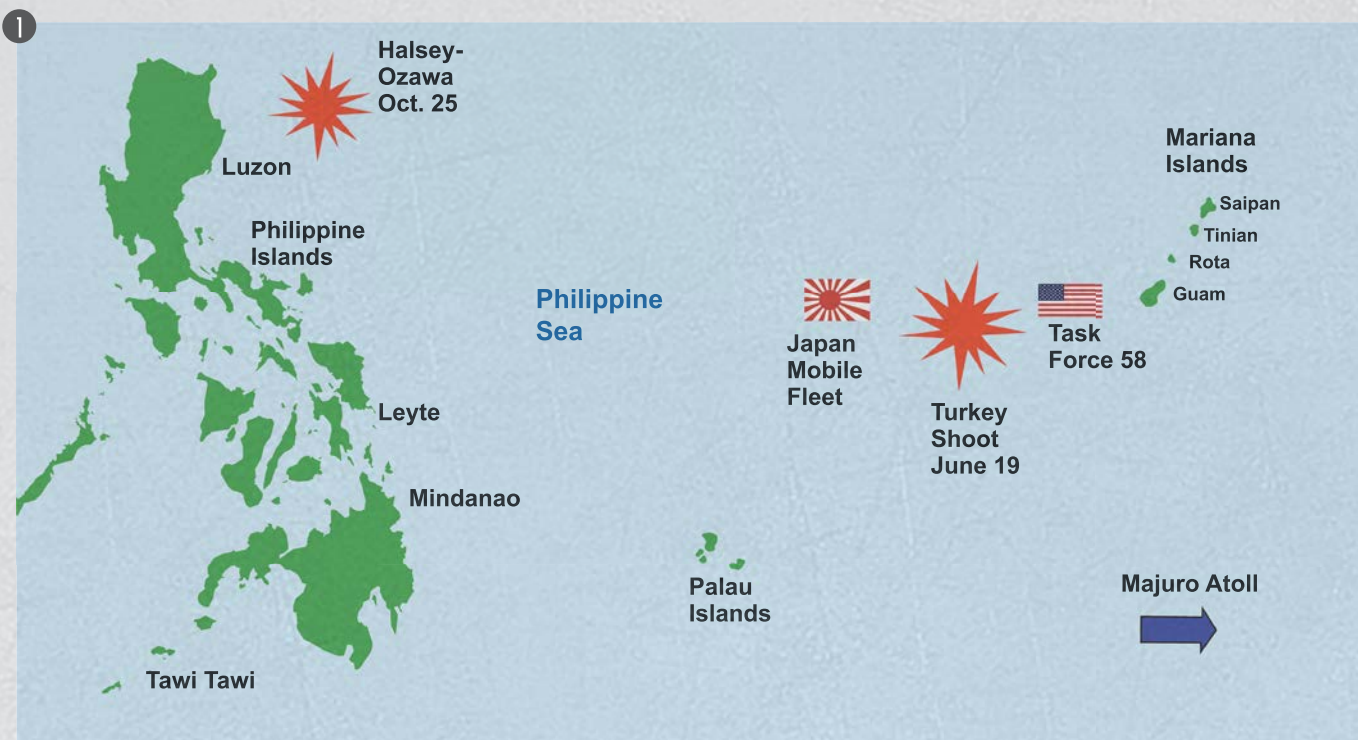 1
Halsey-
Ozawa
Oct. 25
Luzon
Philippine
Islands
Philippine
Sea
Leyte
Mindanao
Tawi Tawi
Japan
Mobile
Fleet
Turkey
Shoot
June 19
Task
Force 58
Mariana
Islands
Saipan
Tinian
Rota
Guam
Palau
Islands
Majuro Atoll